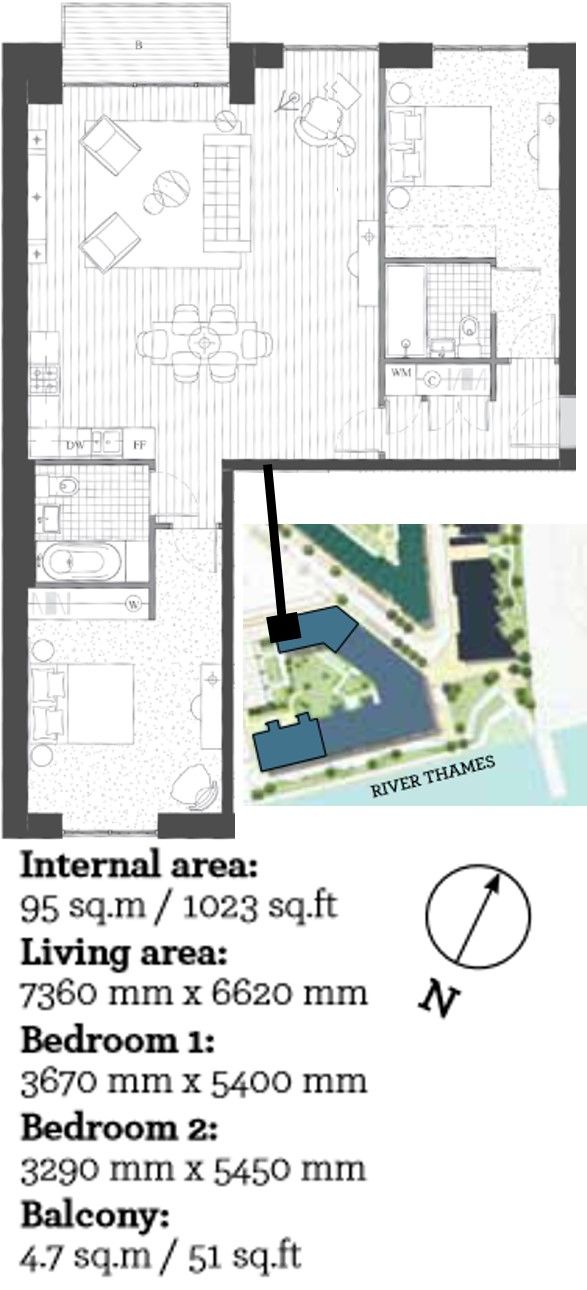 B
WM
C
DW
FF
W
RIVER THAMES
Internal area:
95 sq.m / 1023 sq.ft
Living area:
7360 mm x 6620 mm
Bedroom 1:
3670 mm x 5400 mm
Bedroom 2:
3290 mm x 5450 mm
Balcony:
4.7 sq.m / 51 sq.ft
N